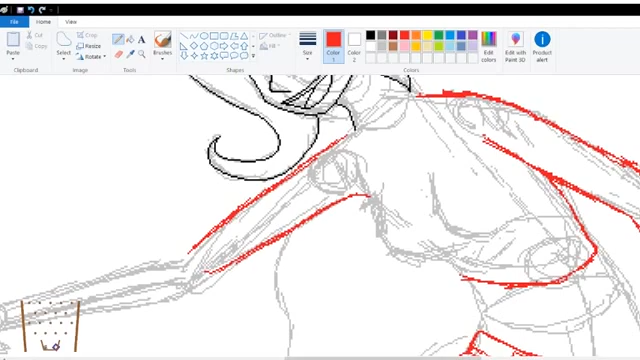 File Home View
Paste Cut Copy
Clipboard
Select Crop Resize Rotate
Image
Tools
Brushes
Shapes
Outline Fill
Size
Color 1 Color 2
Colors
Edit colors
Edit with Paint 3D
Product alert